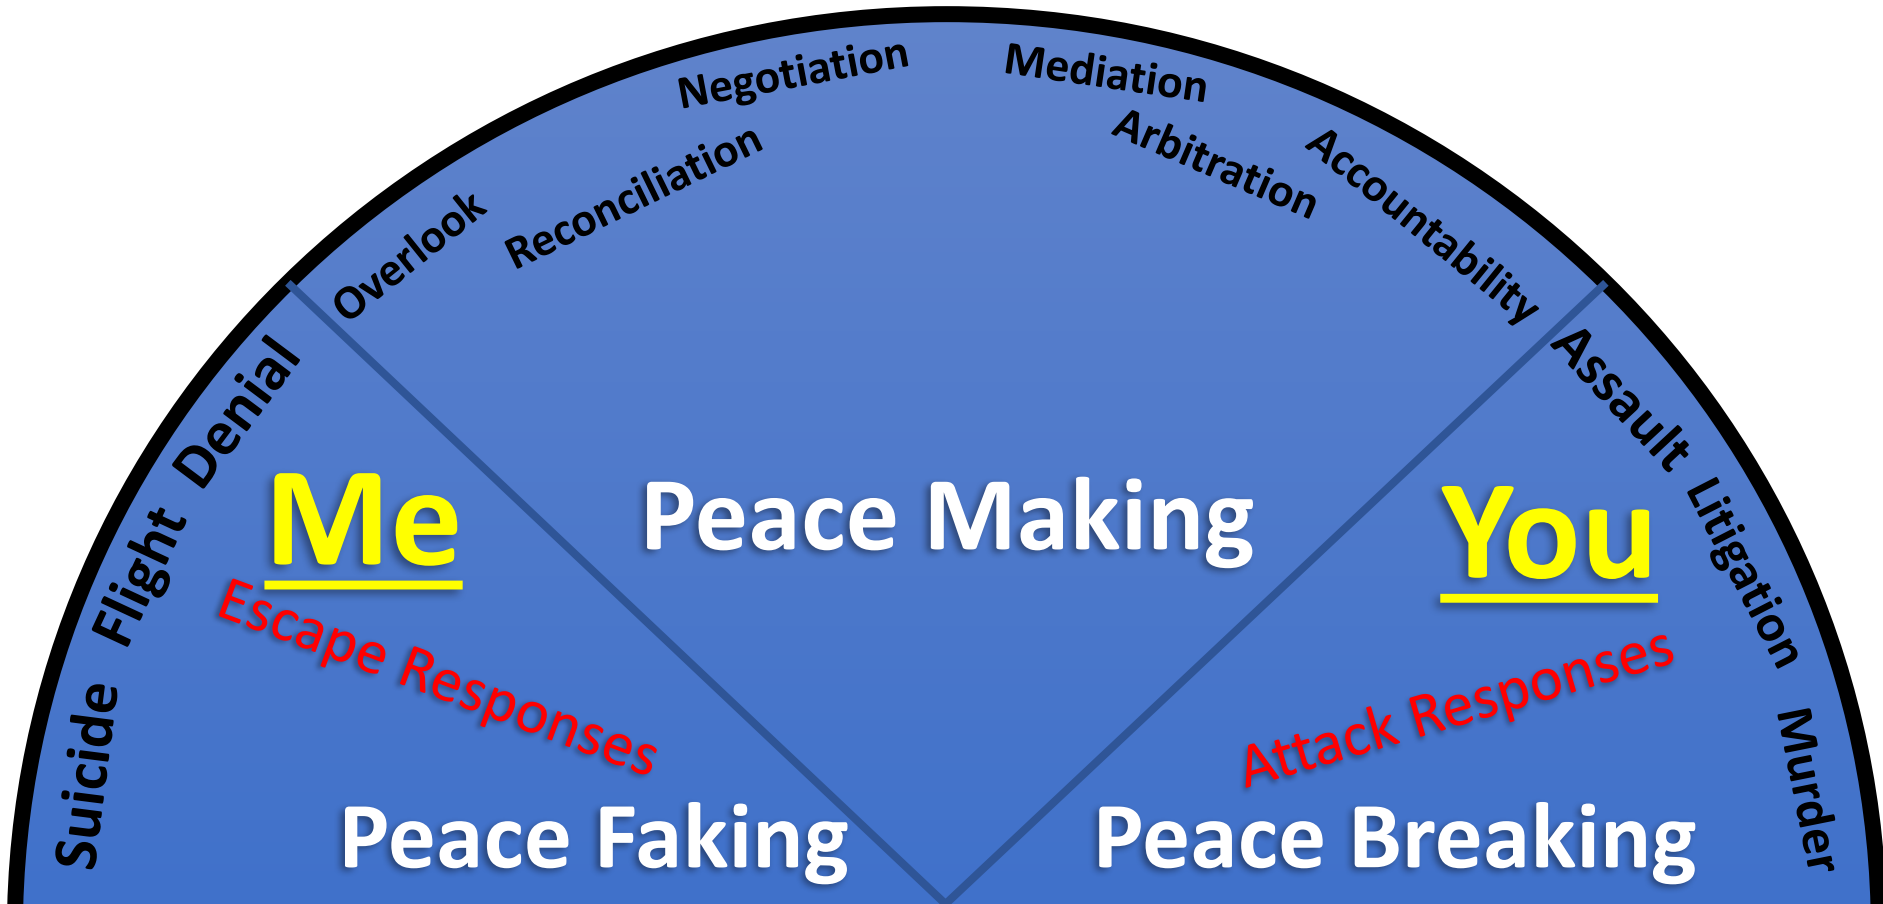 Negotiation
Mediation
Reconciliation
Arbitration
Overlook
Accountability
Denial
Assault
Flight
Litigation
Suicide
Murder
Me
Peace Making
You
Escape Responses
Attack Responses
Peace Faking
Peace Breaking